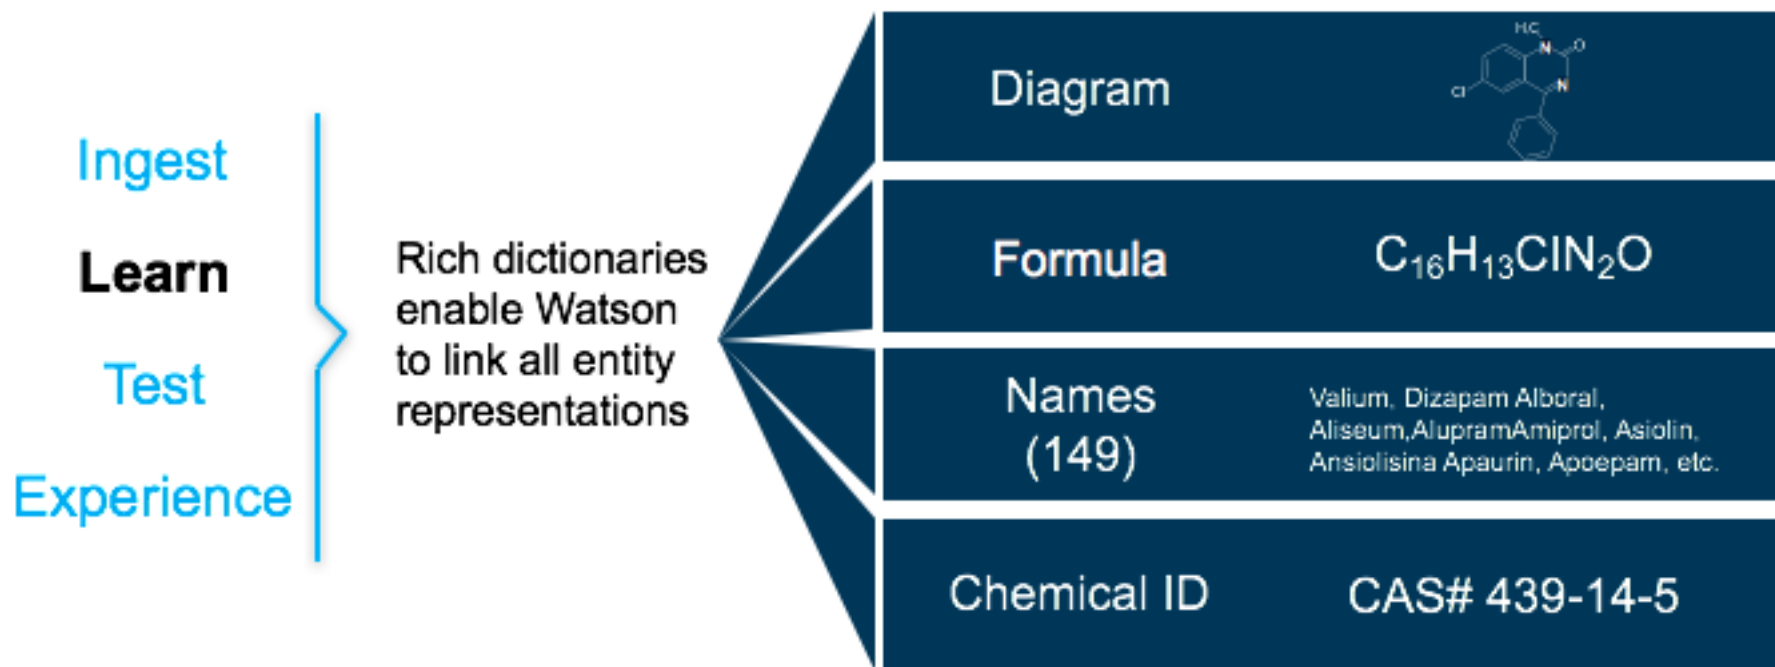 Ingest
Learn
Test
Experience
Rich dictionaries
enable Watson
to link all entity
representations
Diagram
H₃C
N
O
N
Cl
Formula
C₁₆H₁₃ClN₂O
Names
(149)
Valium, Dizapam Alboral,
Aliseum,AlupramAmiprol, Asiolin,
Ansiolisina Apaurin, Apoepam, etc.
Chemical ID
CAS# 439-14-5